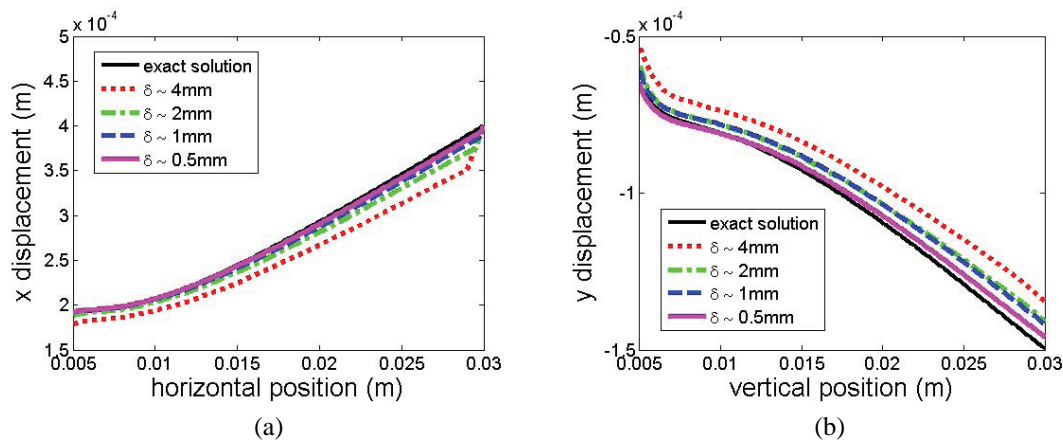 x 10⁻⁴
5
4.5
4
3.5
3
2.5
2
1.5
x displacement (m)
exact solution
δ ~ 4mm
δ ~ 2mm
δ ~ 1mm
δ ~ 0.5mm
0.005 0.01 0.015 0.02 0.025 0.03
horizontal position (m)
(a)
x 10⁻⁴
-0.5
-1
-1.5
y displacement (m)
exact solution
δ ~ 4mm
δ ~ 2mm
δ ~ 1mm
δ ~ 0.5mm
0.005 0.01 0.015 0.02 0.025 0.03
vertical position (m)
(b)